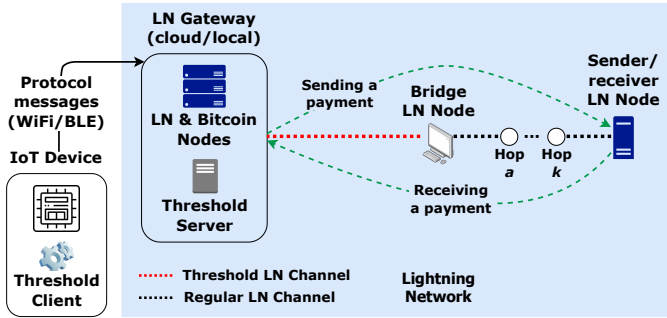 LN Gateway
(cloud/local)
Protocol
messages
(WiFi/BLE)
IoT Device
Threshold
Client
LN & Bitcoin
Nodes
Threshold
Server
Sending a
payment
Bridge
LN Node
Sender/
receiver
LN Node
Hop
a
...
Hop
k
Receiving
a payment
Threshold LN Channel
Regular LN Channel
Lightning
Network